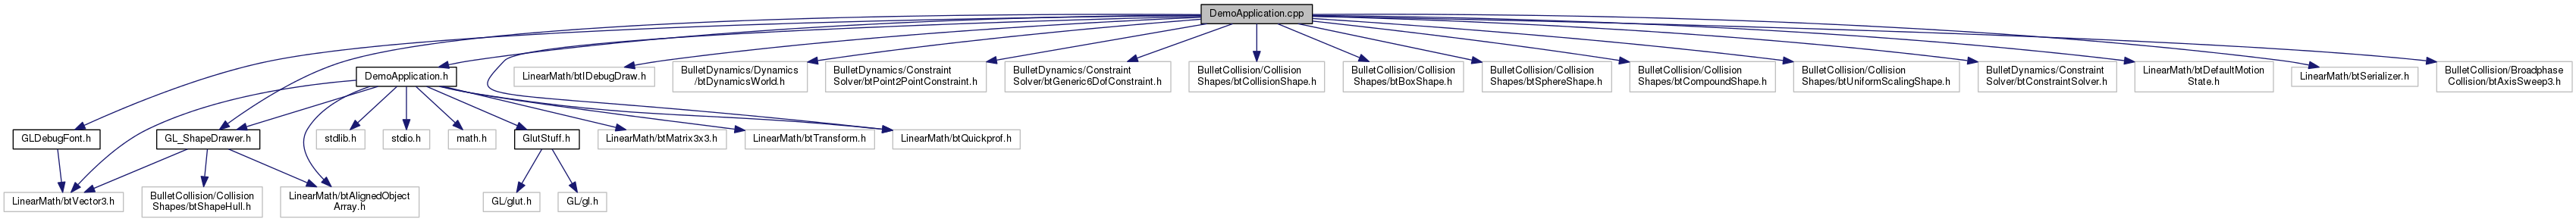 DemoApplication.cpp
DemoApplication.h
LinearMath/btIDebugDraw.h
BulletDynamics/Dynamics
/btDynamicsWorld.h
BulletDynamics/Constraint
Solver/btPoint2PointConstraint.h
BulletDynamics/Constraint
Solver/btGeneric6DofConstraint.h
BulletCollision/Collision
Shapes/btCollisionShape.h
BulletCollision/Collision
Shapes/btBoxShape.h
BulletCollision/Collision
Shapes/btSphereShape.h
BulletCollision/Collision
Shapes/btCompoundShape.h
BulletCollision/Collision
Shapes/btUniformScalingShape.h
BulletDynamics/Constraint
Solver/btConstraintSolver.h
LinearMath/btDefaultMotion
State.h
LinearMath/btSerializer.h
BulletCollision/Broadphase
Collision/btAxisSweep3.h
GLDebugFont.h
GL_ShapeDrawer.h
stdlib.h
stdio.h
math.h
GlutStuff.h
LinearMath/btMatrix3x3.h
LinearMath/btTransform.h
LinearMath/btQuickprof.h
LinearMath/btVector3.h
BulletCollision/Collision
Shapes/btShapeHull.h
LinearMath/btAlignedObject
Array.h
GL/glut.h
GL/gl.h